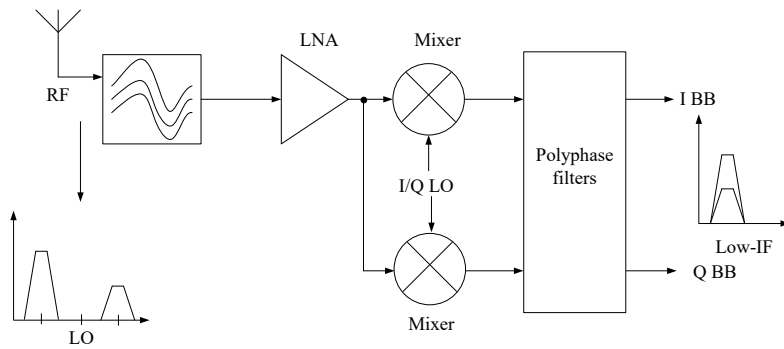 LNA
Mixer
RF
I BB
Polyphase
filters
I/Q LO
Low-IF
Q BB
Mixer
LO